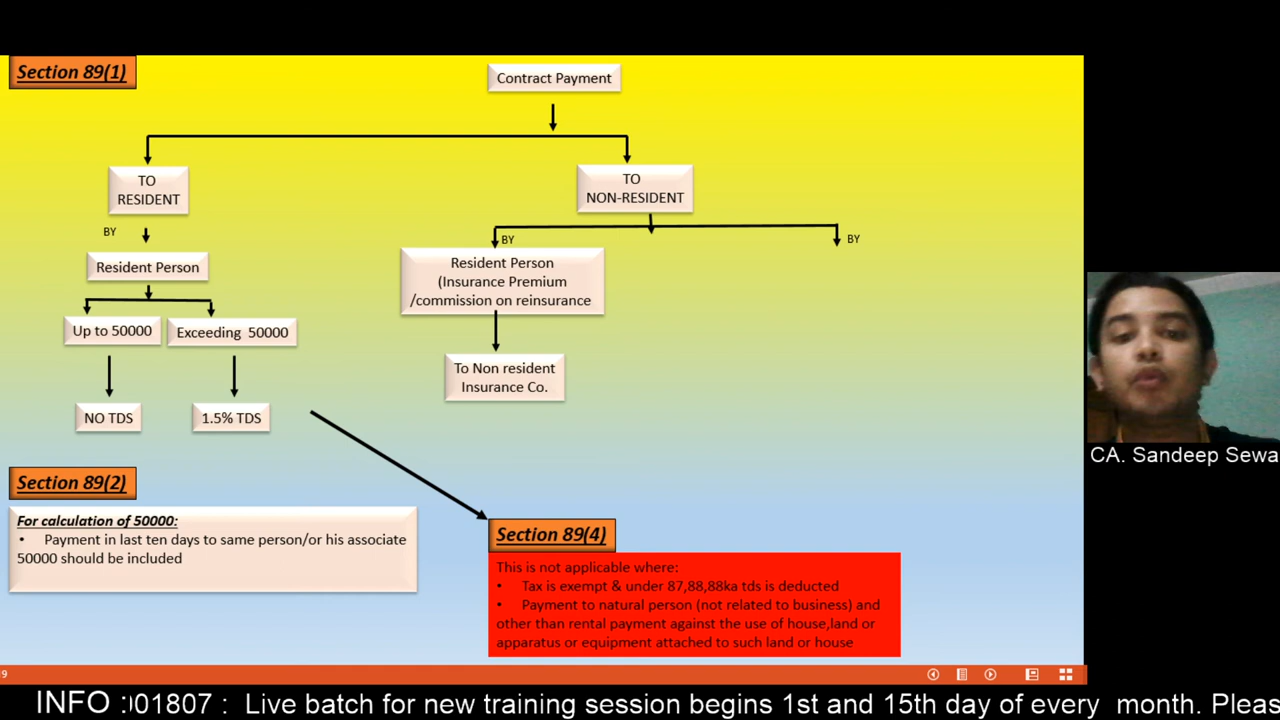 Section 89(1)
Contract Payment
TO
RESIDENT
TO
NON-RESIDENT
BY
BY
BY
Resident Person
Resident Person
(Insurance Premium
/commission on reinsurance
Up to 50000
Exceeding 50000
To Non resident
Insurance Co.
NO TDS
1.5% TDS
Section 89(2)
For calculation of 50000:
• Payment in last ten days to same person/or his associate
50000 should be included
Section 89(4)
This is not applicable where:
• Tax is exempt & under 87,88,88ka tds is deducted
• Payment to natural person (not related to business) and
other than rental payment against the use of house,land or
apparatus or equipment attached to such land or house
CA. Sandeep Sewa
INFO : 001807 : Live batch for new training session begins 1st and 15th day of every month. Pleas